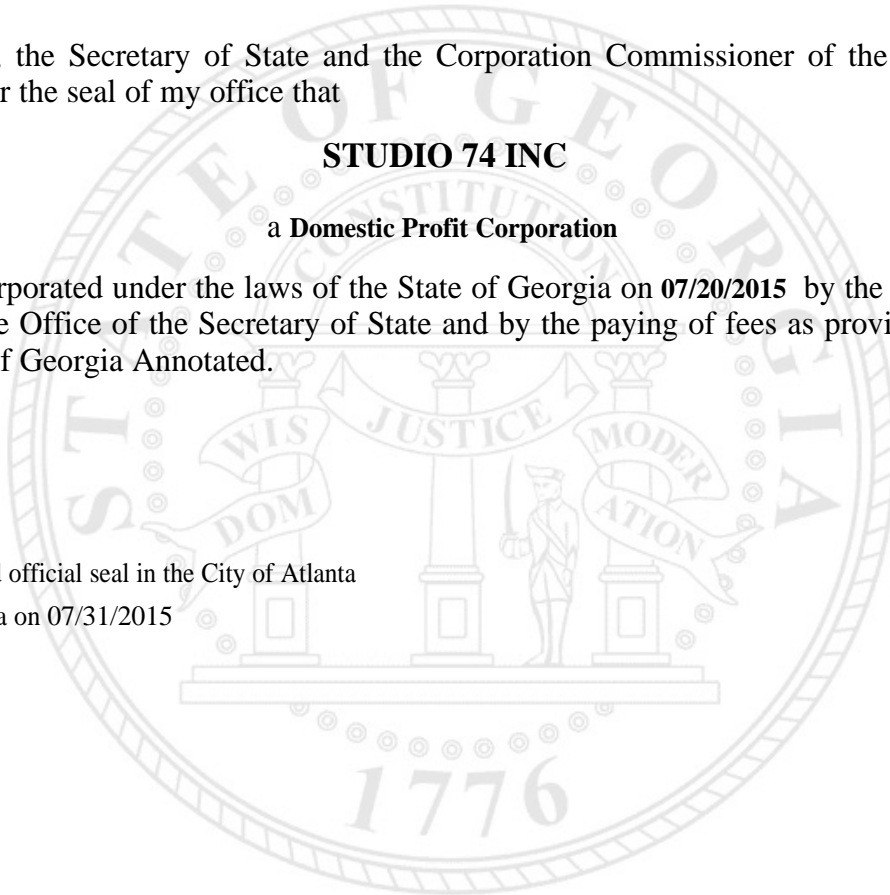 the Secretary of State and the Corporation Commissioner of the
r the seal of my office that
STUDIO 74 INC
a Domestic Profit Corporation
rporated under the laws of the State of Georgia on 07/20/2015 by the
e Office of the Secretary of State and by the paying of fees as provi
f Georgia Annotated.
l official seal in the City of Atlanta
a on 07/31/2015
STATE OF GEORGIA
CONSTITUTION
WIS
DOM
JUSTICE
MODER
ATION
1776